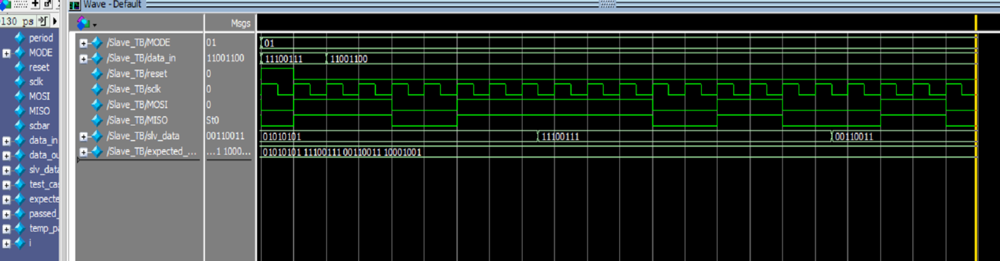 Wave - Default
130 ps
Msgs
period
MODE
reset
sclk
MOSI
MISO
scbar
data_in
data_ou
slv_data
test_ca
expecte
passed_
temp_pa
i
/Slave_TB/MODE 01 01
/Slave_TB/data_in 11001100 11100111 11001100
/Slave_TB/reset 0
/Slave_TB/sclk 0
/Slave_TB/MOSI 0
/Slave_TB/MISO St0
/Slave_TB/slv_data 00110011 01010101 11100111 00110011
/Slave_TB/expected_... ...1 1000... 01010101 11100111 00110011 10001001